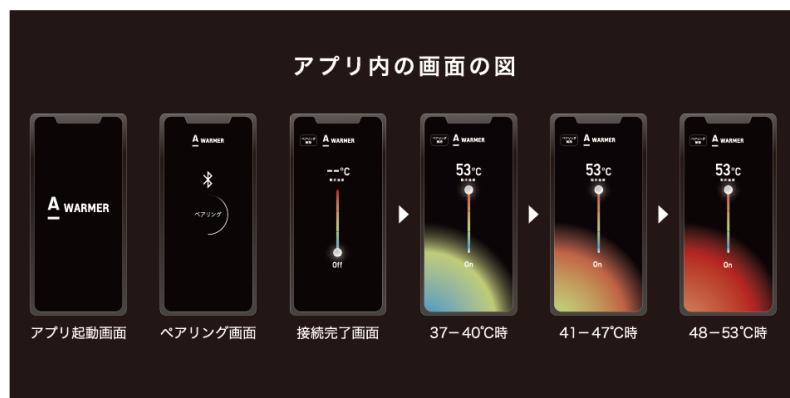 アプリ内の画面の図
A WARMER
アプリ起動画面
A WARMER
ペアリング
ペアリング画面
A WARMER
--℃
Off
接続完了画面
A WARMER
53℃
On
37−40℃時
A WARMER
53℃
On
41−47℃時
A WARMER
53℃
On
48−53℃時